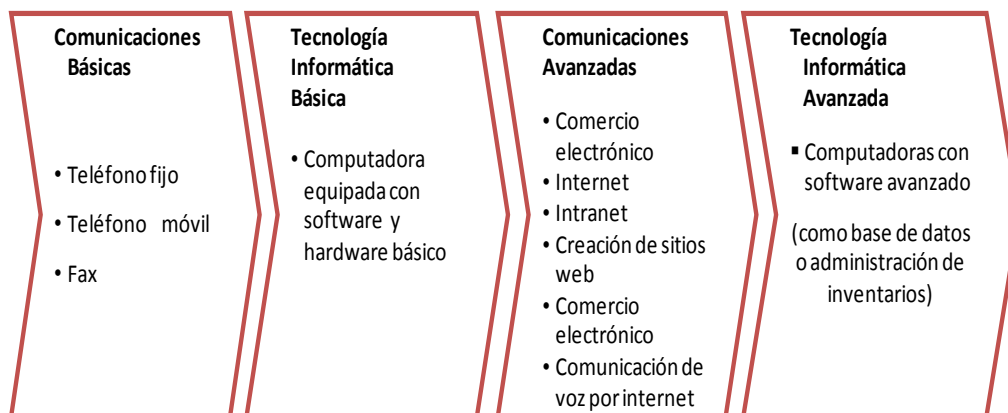 Comunicaciones
Básicas
• Teléfono fijo
• Teléfono móvil
• Fax
Tecnología
Informática
Básica
• Computadora
equipada con
software y
hardware básico
Comunicaciones
Avanzadas
• Comercio
electrónico
• Internet
• Intranet
• Creación de sitios
web
• Comercio
electrónico
• Comunicación de
voz por internet
Tecnología
Informática
Avanzada
▪ Computadoras con
software avanzado
(como base de datos
o administración de
inventarios)